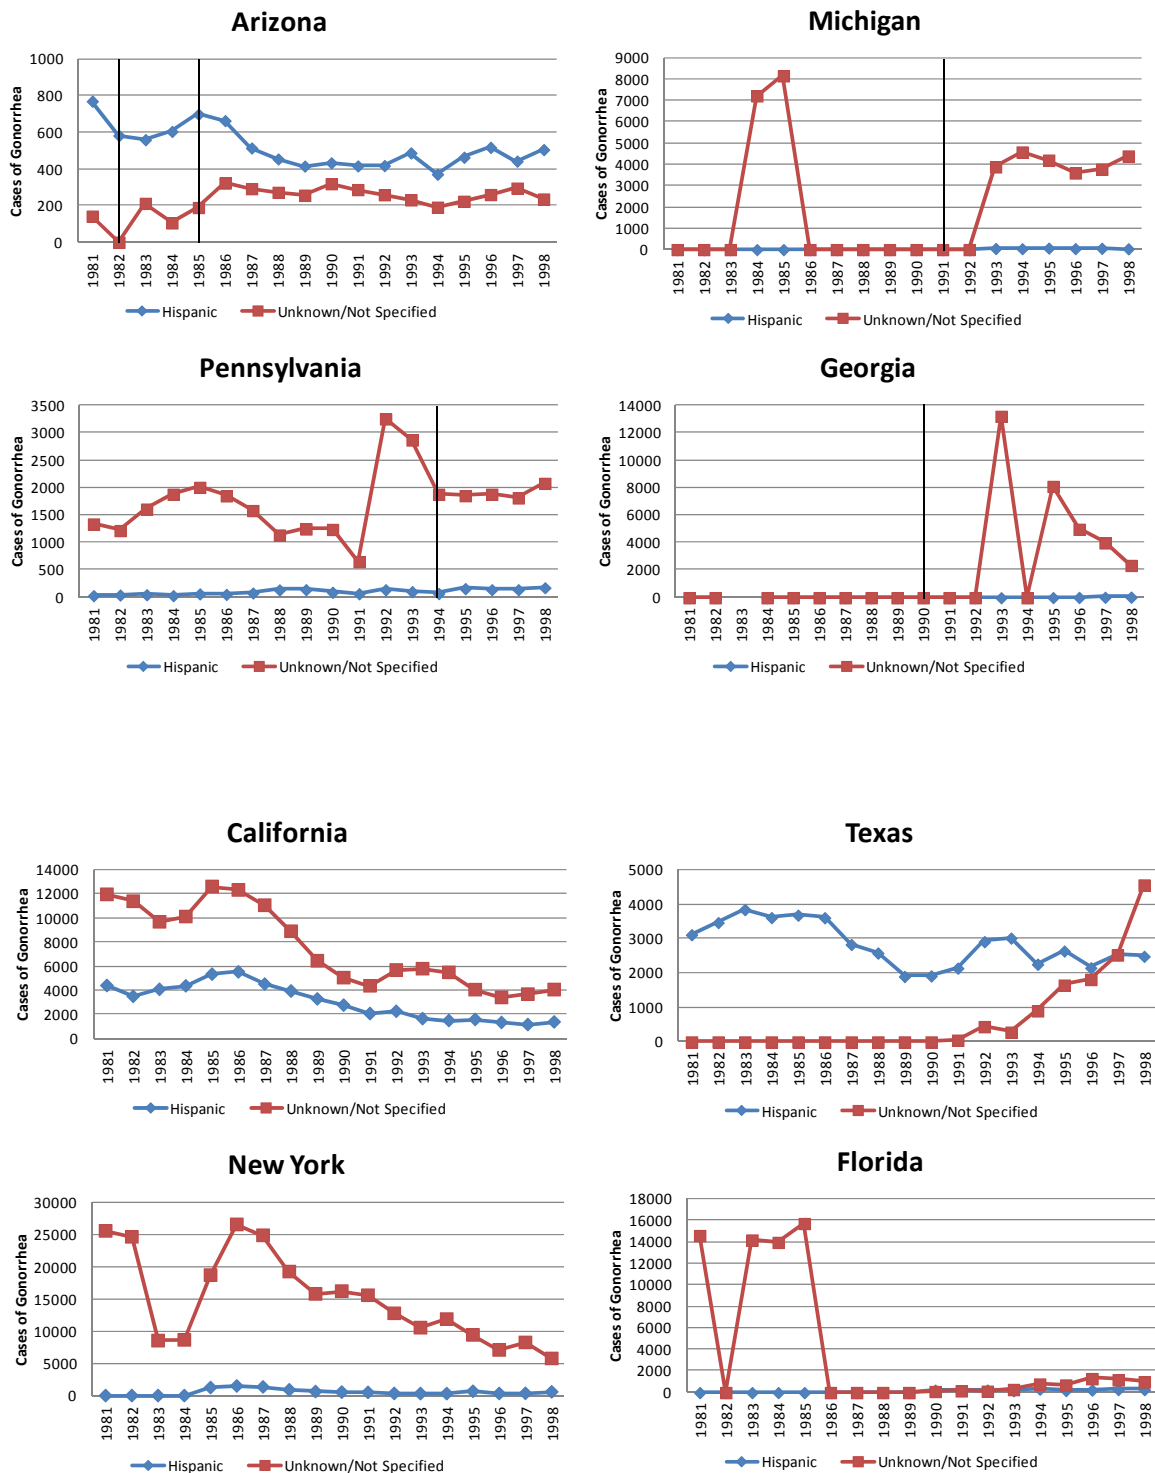 Arizona
Cases of Gonorrhea
1000
800
600
400
200
0
1981 1982 1983 1984 1985 1986 1987 1988 1989 1990 1991 1992 1993 1994 1995 1996 1997 1998
Hispanic Unknown/Not Specified
Michigan
Cases of Gonorrhea
9000
8000
7000
6000
5000
4000
3000
2000
1000
0
1981 1982 1983 1984 1985 1986 1987 1988 1989 1990 1991 1992 1993 1994 1995 1996 1997 1998
Hispanic Unknown/Not Specified
Pennsylvania
Cases of Gonorrhea
3500
3000
2500
2000
1500
1000
500
0
1981 1982 1983 1984 1985 1986 1987 1988 1989 1990 1991 1992 1993 1994 1995 1996 1997 1998
Hispanic Unknown/Not Specified
Georgia
Cases of Gonorrhea
14000
12000
10000
8000
6000
4000
2000
0
1981 1982 1983 1984 1985 1986 1987 1988 1989 1990 1991 1992 1993 1994 1995 1996 1997 1998
Hispanic Unknown/Not Specified
California
Cases of Gonorrhea
14000
12000
10000
8000
6000
4000
2000
0
1981 1982 1983 1984 1985 1986 1987 1988 1989 1990 1991 1992 1993 1994 1995 1996 1997 1998
Hispanic Unknown/Not Specified
Texas
Cases of Gonorrhea
5000
4000
3000
2000
1000
0
1981 1982 1983 1984 1985 1986 1987 1988 1989 1990 1991 1992 1993 1994 1995 1996 1997 1998
Hispanic Unknown/Not Specified
New York
Cases of Gonorrhea
30000
25000
20000
15000
10000
5000
0
1981 1982 1983 1984 1985 1986 1987 1988 1989 1990 1991 1992 1993 1994 1995 1996 1997 1998
Hispanic Unknown/Not Specified
Florida
Cases of Gonorrhea
18000
16000
14000
12000
10000
8000
6000
4000
2000
0
1981 1982 1983 1984 1985 1986 1987 1988 1989 1990 1991 1992 1993 1994 1995 1996 1997 1998
Hispanic Unknown/Not Specified